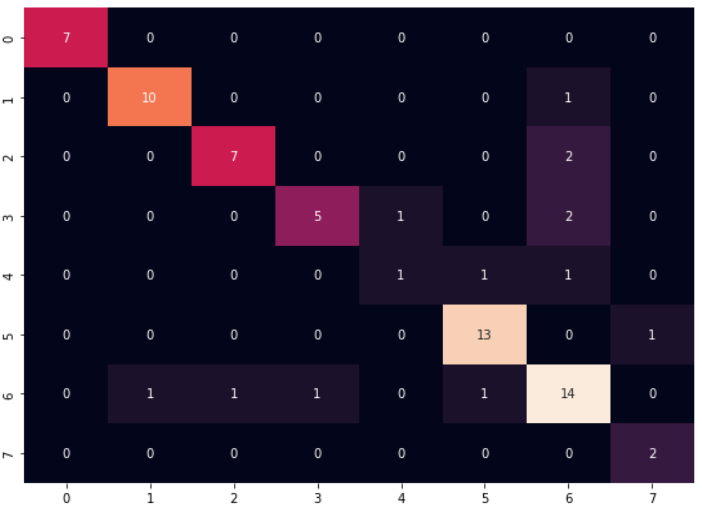 0 7 0 0 0 0 0 0 0
1 0 10 0 0 0 0 1 0
2 0 0 7 0 0 0 2 0
3 0 0 0 5 1 0 2 0
4 0 0 0 0 1 1 1 0
5 0 0 0 0 0 13 0 1
6 0 1 1 1 0 1 14 0
7 0 0 0 0 0 0 0 2
0 1 2 3 4 5 6 7